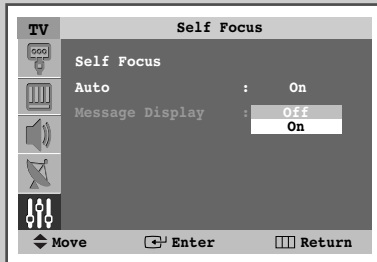 TV Self Focus
Self Focus
Auto : On
Message Display : Off
On
Move Enter Return